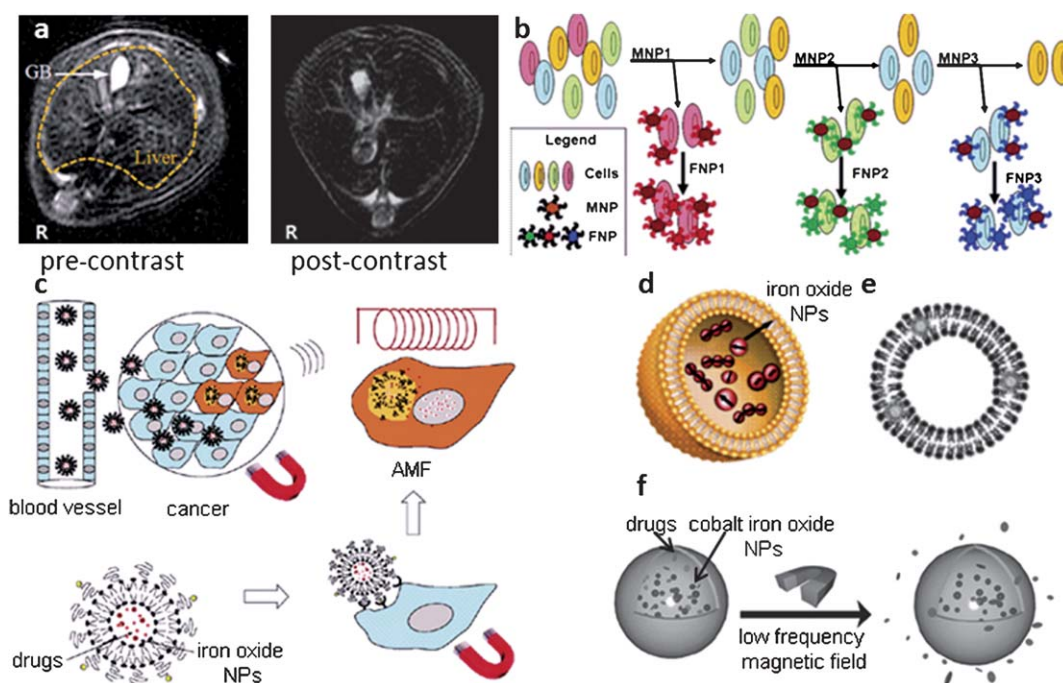 a
GB
Liver
R
pre-contrast
R
post-contrast
b
MNP1
MNP2
MNP3
Legend
Cells
MNP
FNP
FNP1
FNP2
FNP3
c
blood vessel
cancer
AMF
drugs
iron oxide
NPs
d
iron oxide
NPs
e
f
drugs
cobalt iron oxide
NPs
low frequency
magnetic field